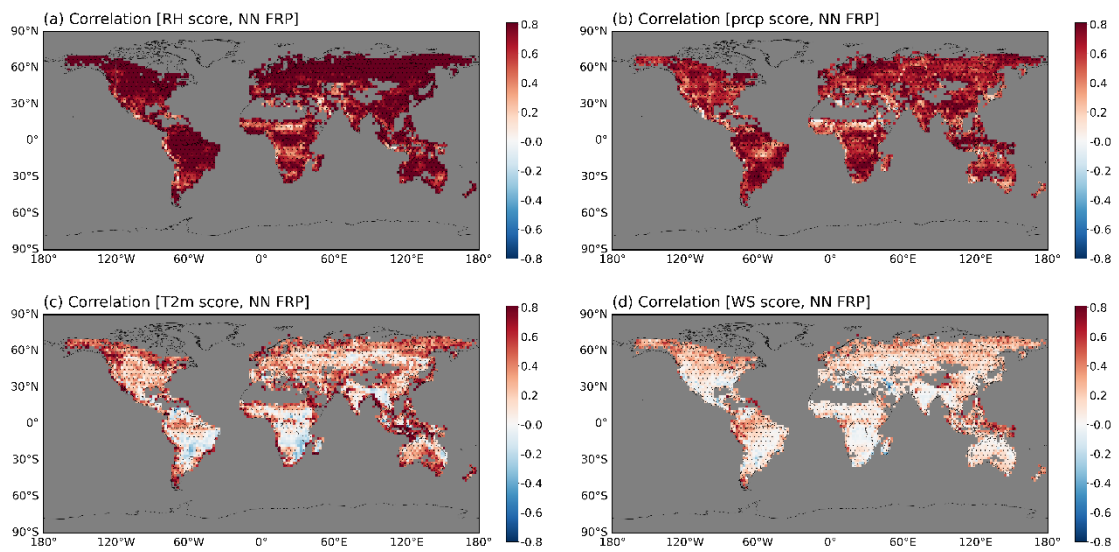 (a) Correlation [RH score, NN FRP]
90°N
60°N
30°N
0°
30°S
60°S
90°S
180° 120°W 60°W 0° 60°E 120°E 180°
0.8
0.6
0.4
0.2
-0.0
-0.2
-0.4
-0.6
-0.8
(b) Correlation [prcp score, NN FRP]
90°N
60°N
30°N
0°
30°S
60°S
90°S
180° 120°W 60°W 0° 60°E 120°E 180°
0.8
0.6
0.4
0.2
-0.0
-0.2
-0.4
-0.6
-0.8
(c) Correlation [T2m score, NN FRP]
90°N
60°N
30°N
0°
30°S
60°S
90°S
180° 120°W 60°W 0° 60°E 120°E 180°
0.8
0.6
0.4
0.2
-0.0
-0.2
-0.4
-0.6
-0.8
(d) Correlation [WS score, NN FRP]
90°N
60°N
30°N
0°
30°S
60°S
90°S
180° 120°W 60°W 0° 60°E 120°E 180°
0.8
0.6
0.4
0.2
-0.0
-0.2
-0.4
-0.6
-0.8